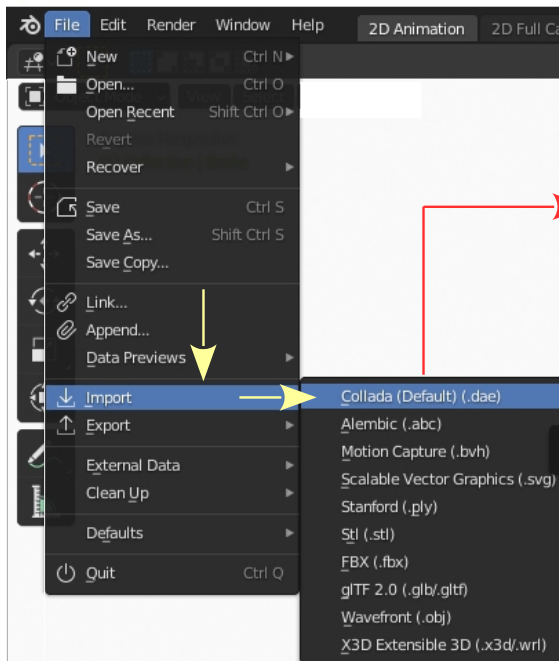 File Edit Render Window Help 2D Animation 2D Full
New Ctrl N
Open... Ctrl O
Open Recent Shift Ctrl O
Revert
Recover
Save Ctrl S
Save As... Shift Ctrl S
Save Copy...
Link...
Append...
Data Previews
Import
Export
External Data
Clean Up
Defaults
Quit Ctrl Q
Collada (Default) (.dae)
Alembic (.abc)
Motion Capture (.bvh)
Scalable Vector Graphics (.svg)
Stanford (.ply)
Stl (.stl)
FBX (.fbx)
glTF 2.0 (.glb/.gltf)
Wavefront (.obj)
X3D Extensible 3D (.x3d/.wrl)